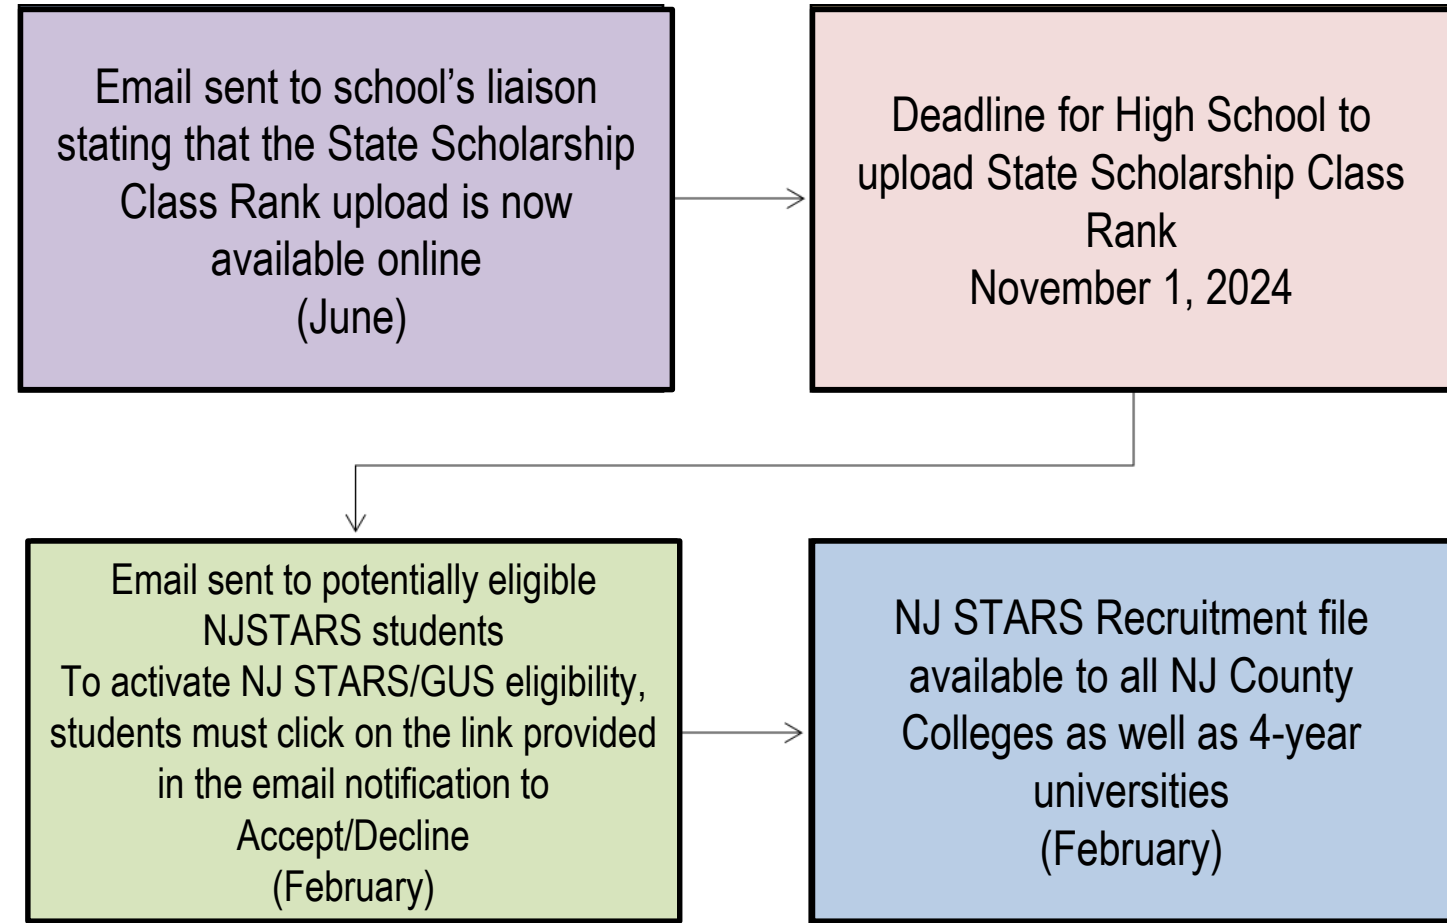 Email sent to school’s liaison
stating that the State Scholarship
Class Rank upload is now
available online
(June)
Deadline for High School to
upload State Scholarship Class
Rank
November 1, 2024
Email sent to potentially eligible
NJSTARS students
To activate NJ STARS/GUS eligibility,
students must click on the link provided
in the email notification to
Accept/Decline
(February)
NJ STARS Recruitment file
available to all NJ County
Colleges as well as 4-year
universities
(February)